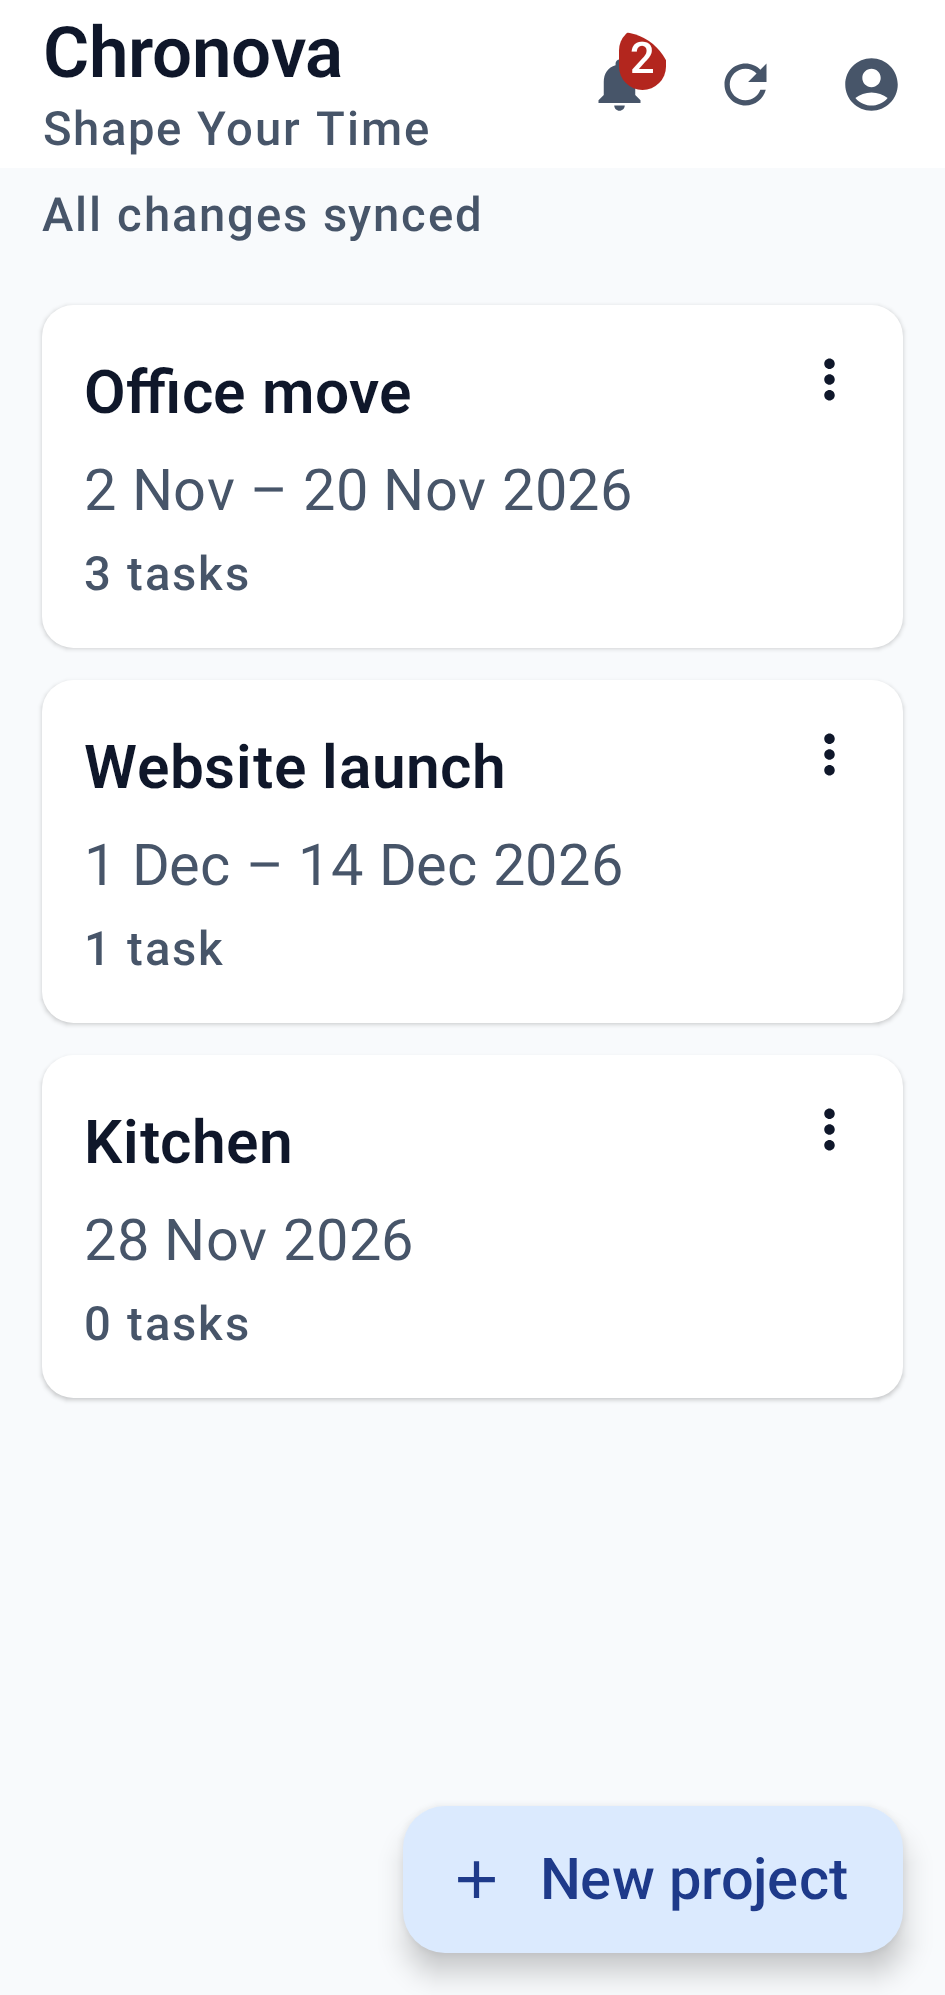 Chronova
2
Shape Your Time
All changes synced
Office move
2 Nov – 20 Nov 2026
3 tasks
Website launch
1 Dec – 14 Dec 2026
1 task
Kitchen
28 Nov 2026
0 tasks
+ New project